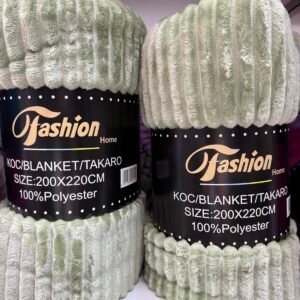 Fashion
Home
KOC/BLANKET/TAKARO
SIZE:200X220CM
100%Polyester
Fashion
Home
KOC/BLANKET/TAKARO
SIZE:200X220CM
100%Polyester